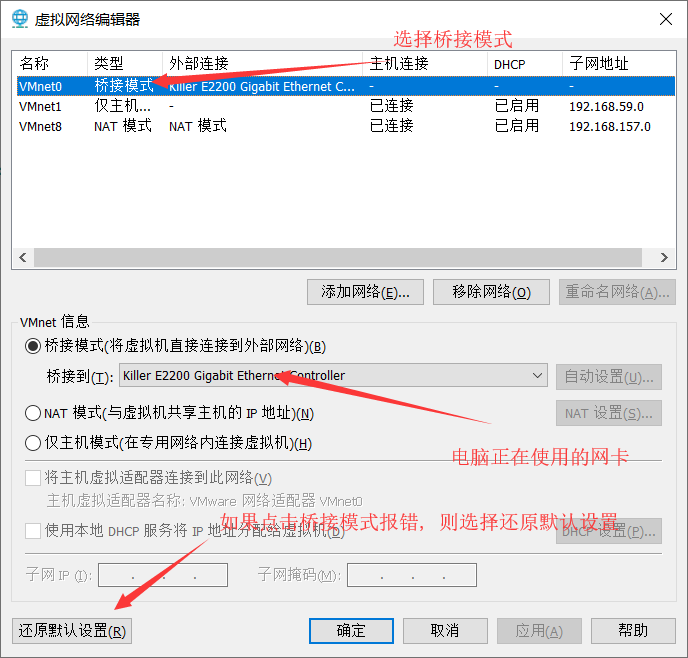 虚拟网络编辑器
选择桥接模式
名称 类型 外部连接 主机连接 DHCP 子网地址
VMnet0 桥接模式 Killer E2200 Gigabit Ethernet C... - - -
VMnet1 仅主机... - 已连接 已启用 192.168.59.0
VMnet8 NAT 模式 NAT 模式 已连接 已启用 192.168.157.0
添加网络(E)... 移除网络(O) 重命名网络(A)...
VMnet 信息
桥接模式(将虚拟机直接连接到外部网络)(B)
桥接到(T): Killer E2200 Gigabit Ethernet Controller 自动设置(U)...
NAT 模式(与虚拟机共享主机的 IP 地址)(N) NAT 设置(S)...
仅主机模式(在专用网络内连接虚拟机)(H)
电脑正在使用的网卡
将主机虚拟适配器连接到此网络(V)
主机虚拟适配器名称: VMware 网络适配器 VMnet0
如果点击桥接模式报错，则选择还原默认设置
使用本地 DHCP 服务将 IP 地址分配给虚拟机(D) DHCP 设置(P)...
子网 IP (I): . . . 子网掩码(M): . . .
还原默认设置(R) 确定 取消 应用(A) 帮助